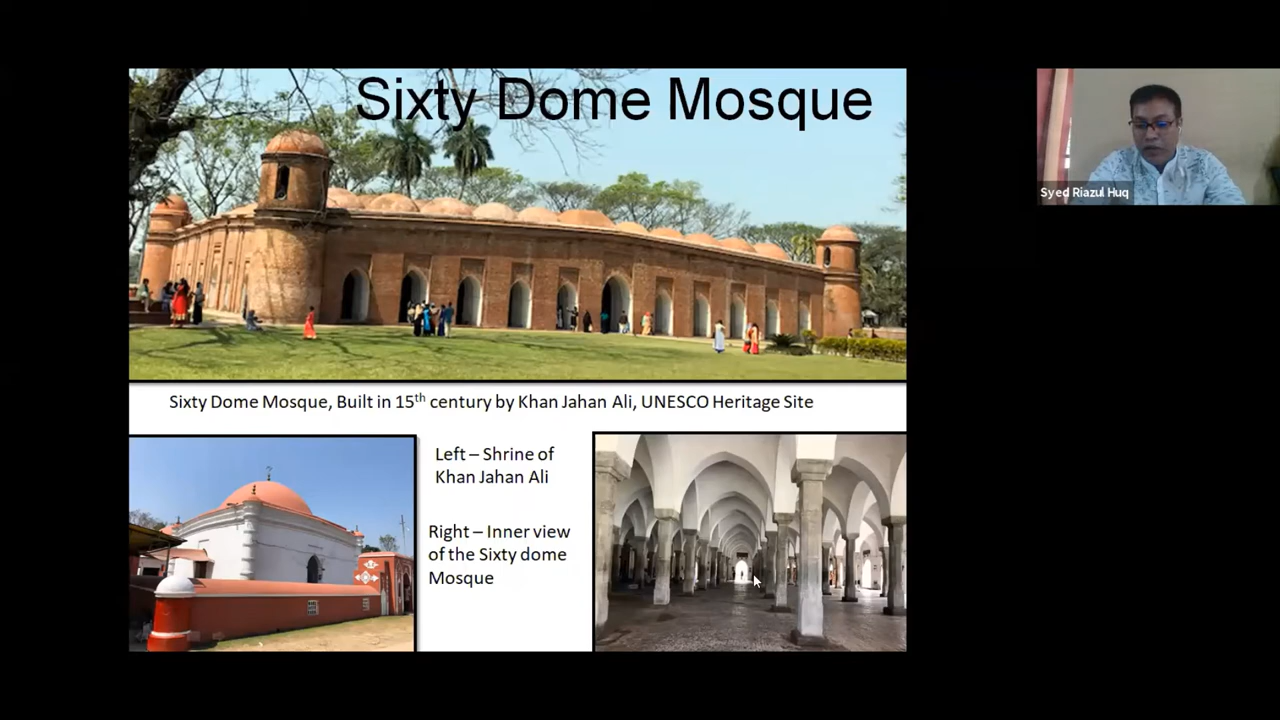 Sixty Dome Mosque
Syed Riazul Huq
Sixty Dome Mosque, Built in 15th century by Khan Jahan Ali, UNESCO Heritage Site
Left – Shrine of
Khan Jahan Ali
Right – Inner view
of the Sixty dome
Mosque